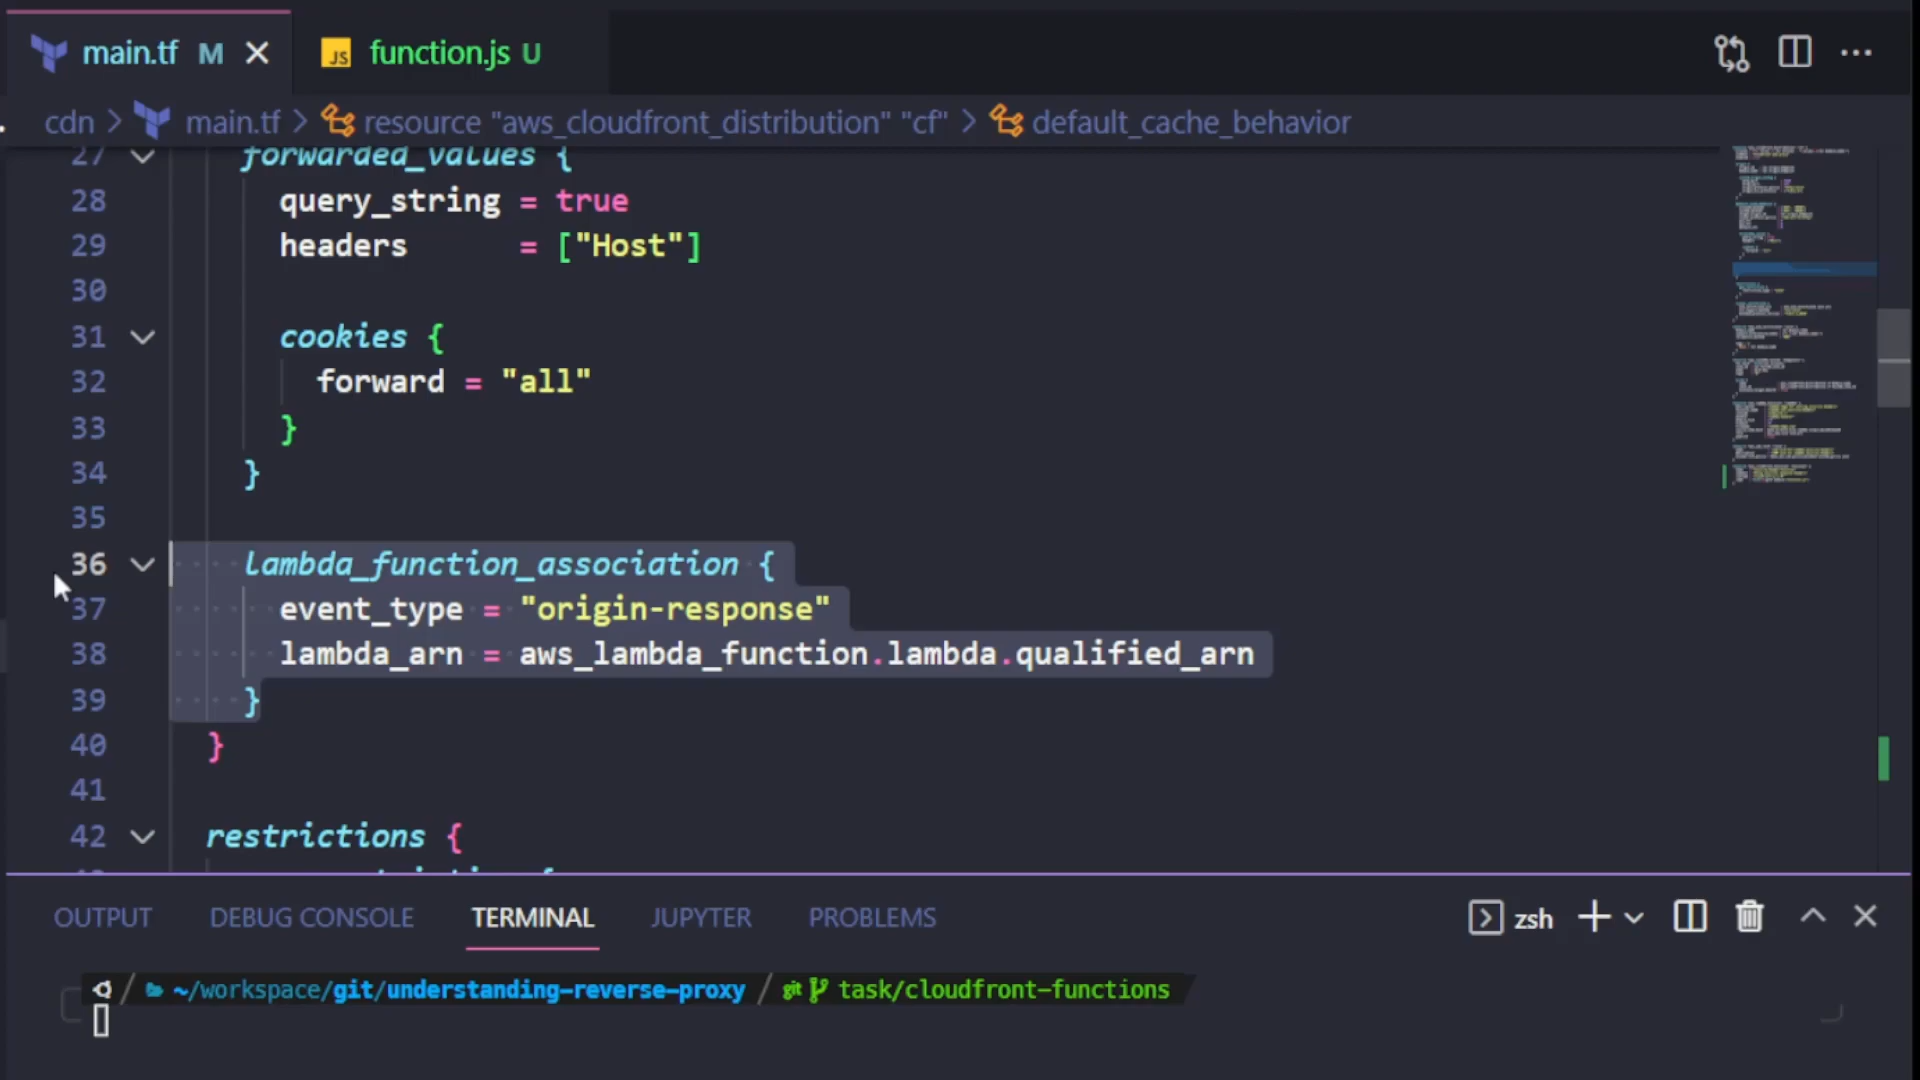 main.tf M
JS function.js U
cdn > main.tf > resource "aws_cloudfront_distribution" "cf" > default_cache_behavior
27 forwarded_values {
28 query_string = true
29 headers = ["Host"]
30
31 cookies {
32 forward = "all"
33 }
34 }
35
36 lambda_function_association {
37 event_type = "origin-response"
38 lambda_arn = aws_lambda_function.lambda.qualified_arn
39 }
40 }
41
42 restrictions {
OUTPUT DEBUG CONSOLE TERMINAL JUPYTER PROBLEMS zsh
~/workspace/git/understanding-reverse-proxy / git task/cloudfront-functions